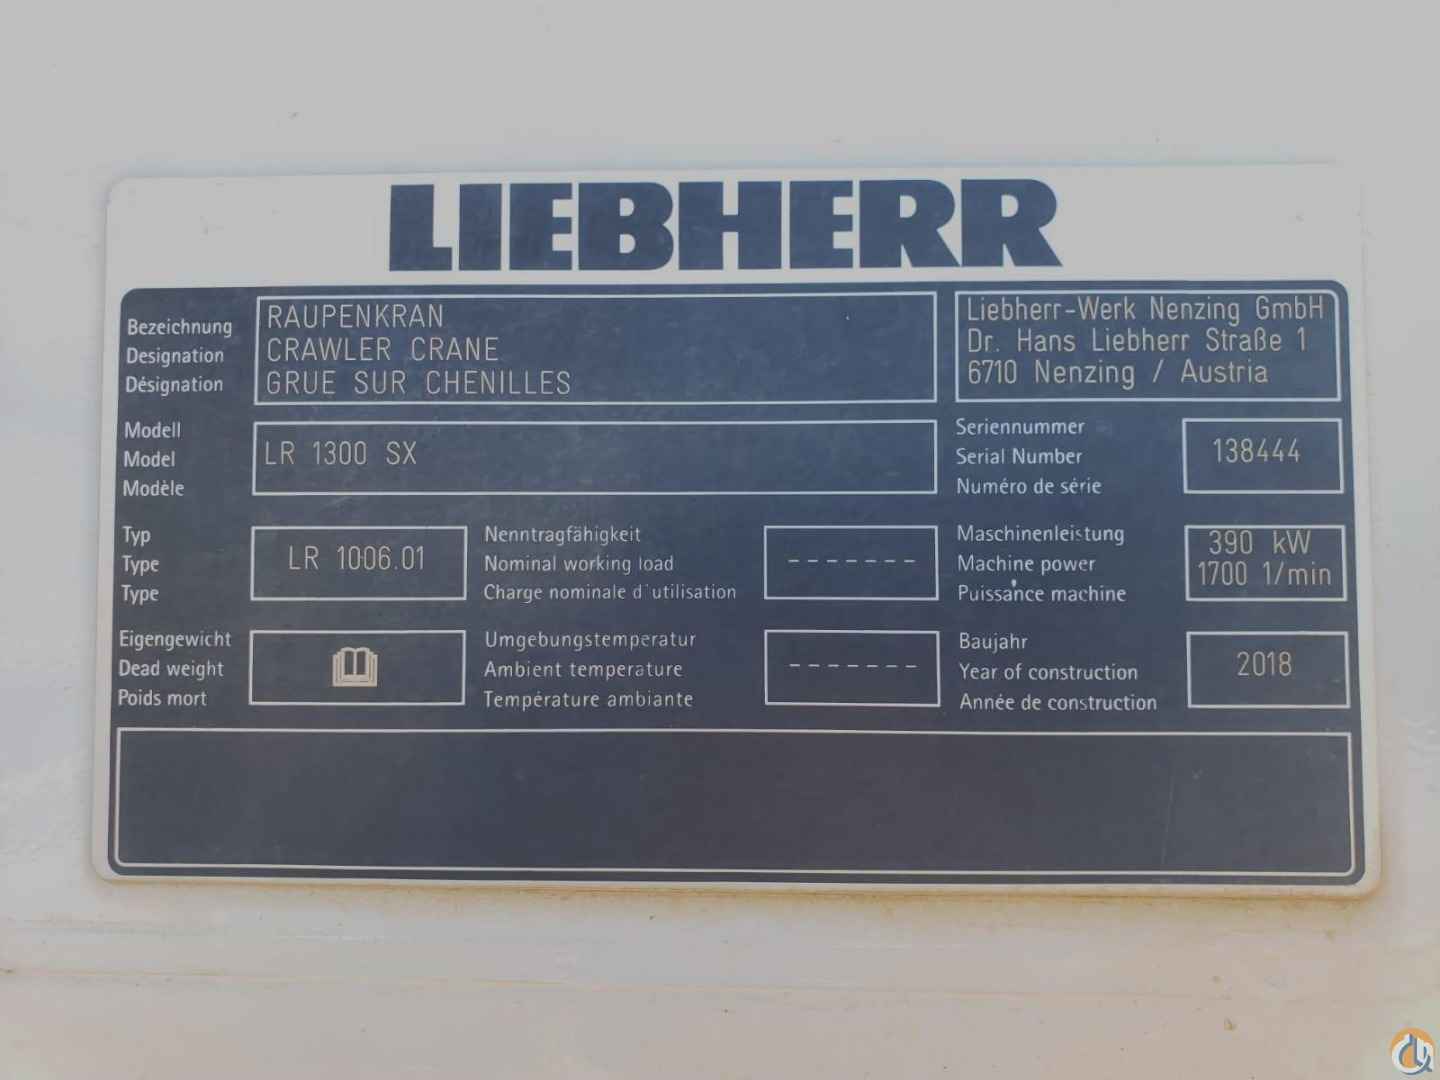 LIEBHERR
Bezeichnung
Designation
Désignation
RAUPENKRAN
CRAWLER CRANE
GRUE SUR CHENILLES
Liebherr-Werk Nenzing GmbH
Dr. Hans Liebherr Straße 1
6710 Nenzing / Austria
Modell
Model
Modèle
LR 1300 SX
Seriennummer
Serial Number
Numéro de série
138444
Typ
Type
Type
LR 1006.01
Nenntragfähigkeit
Nominal working load
Charge nominale d'utilisation
-------
Maschinenleistung
Machine power
Puissance machine
390 kW
1700 1/min
Eigengewicht
Dead weight
Poids mort
Umgebungstemperatur
Ambient temperature
Température ambiante
-------
Baujahr
Year of construction
Année de construction
2018